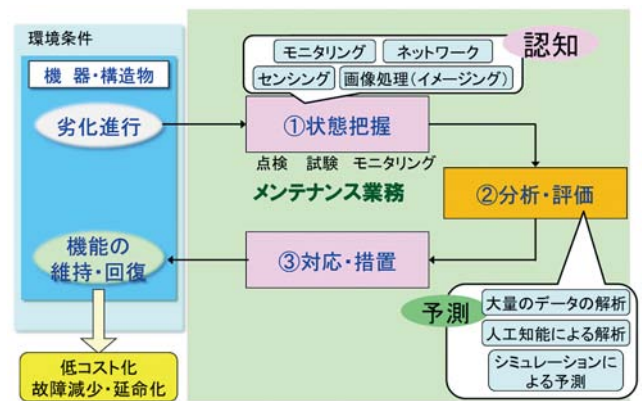 環境条件
機 器・構造物
劣化進行
機能の
維持・回復
低コスト化
故障減少・延命化
モニタリング
ネットワーク
認知
センシング
画像処理(イメージング)
①状態把握
点検 試験 モニタリング
メンテナンス業務
②分析・評価
③対応・措置
予測
大量のデータの解析
人工知能による解析
シミュレーションに
よる予測